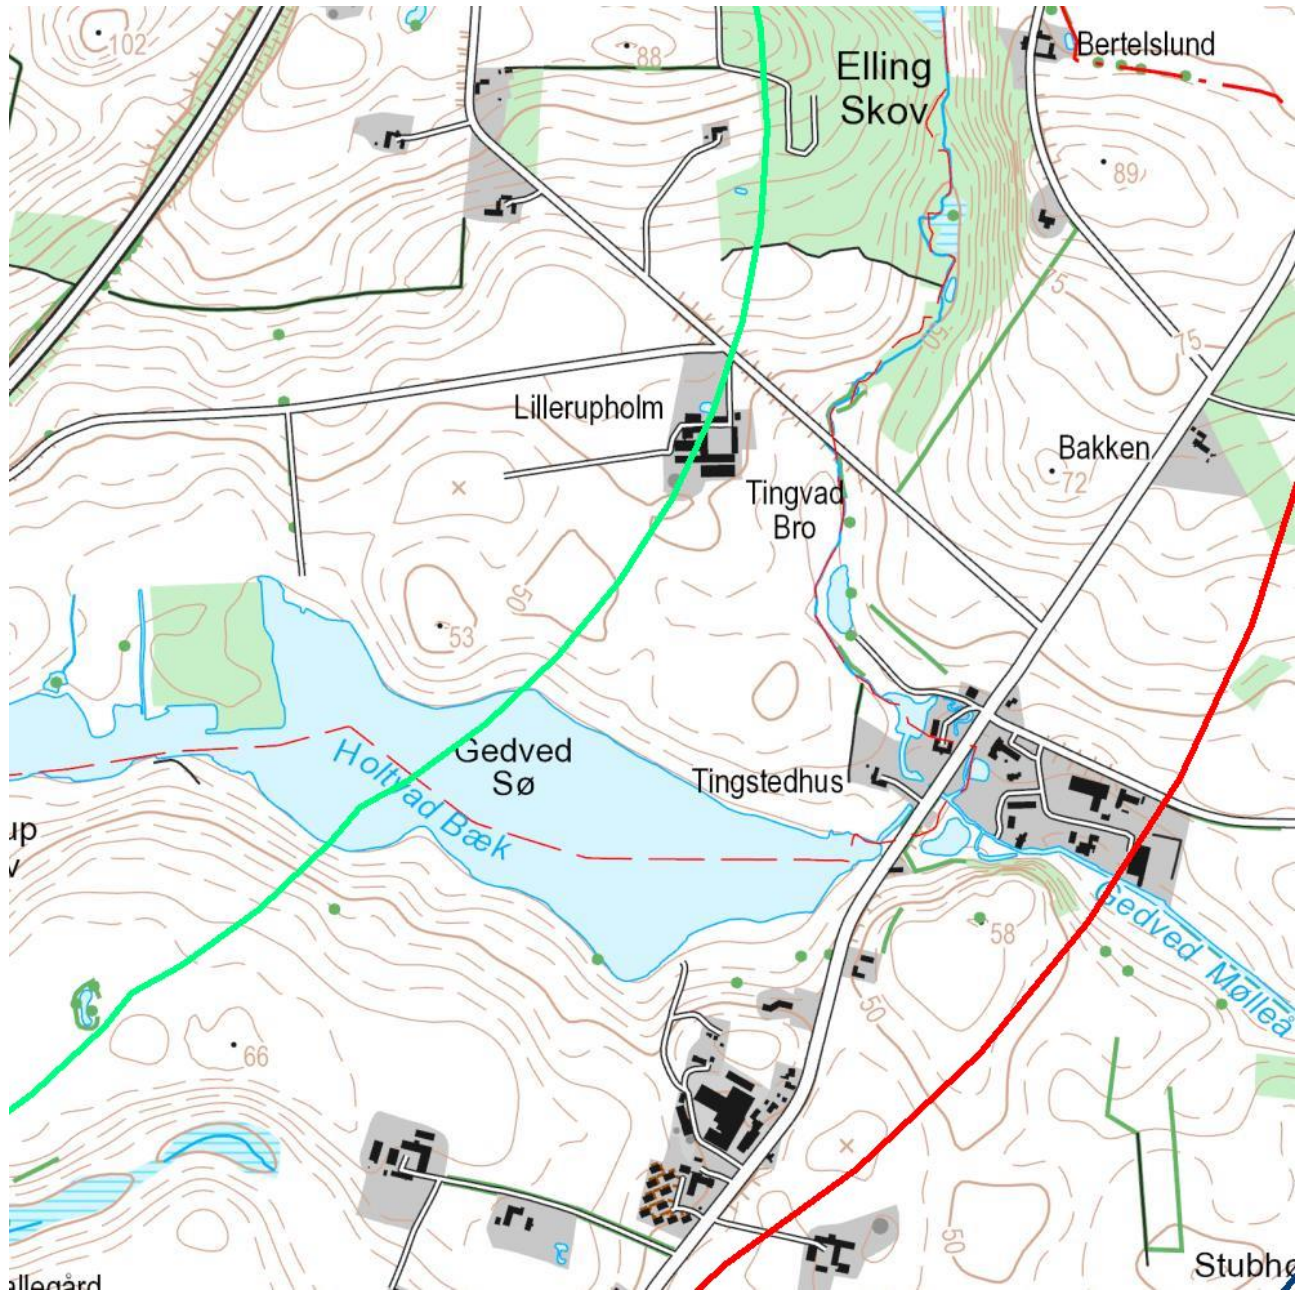 102
88
Elling
Skov
Bertelslund
89
75
50
75
Lillerupholm
Bakken
72
Tingvad
Bro
50
53
Gedved
Sø
Holtvad Bæk
Tingstedhus
up
v
Gedved Mølleå
58
50
66
50
Stubhø
allegård